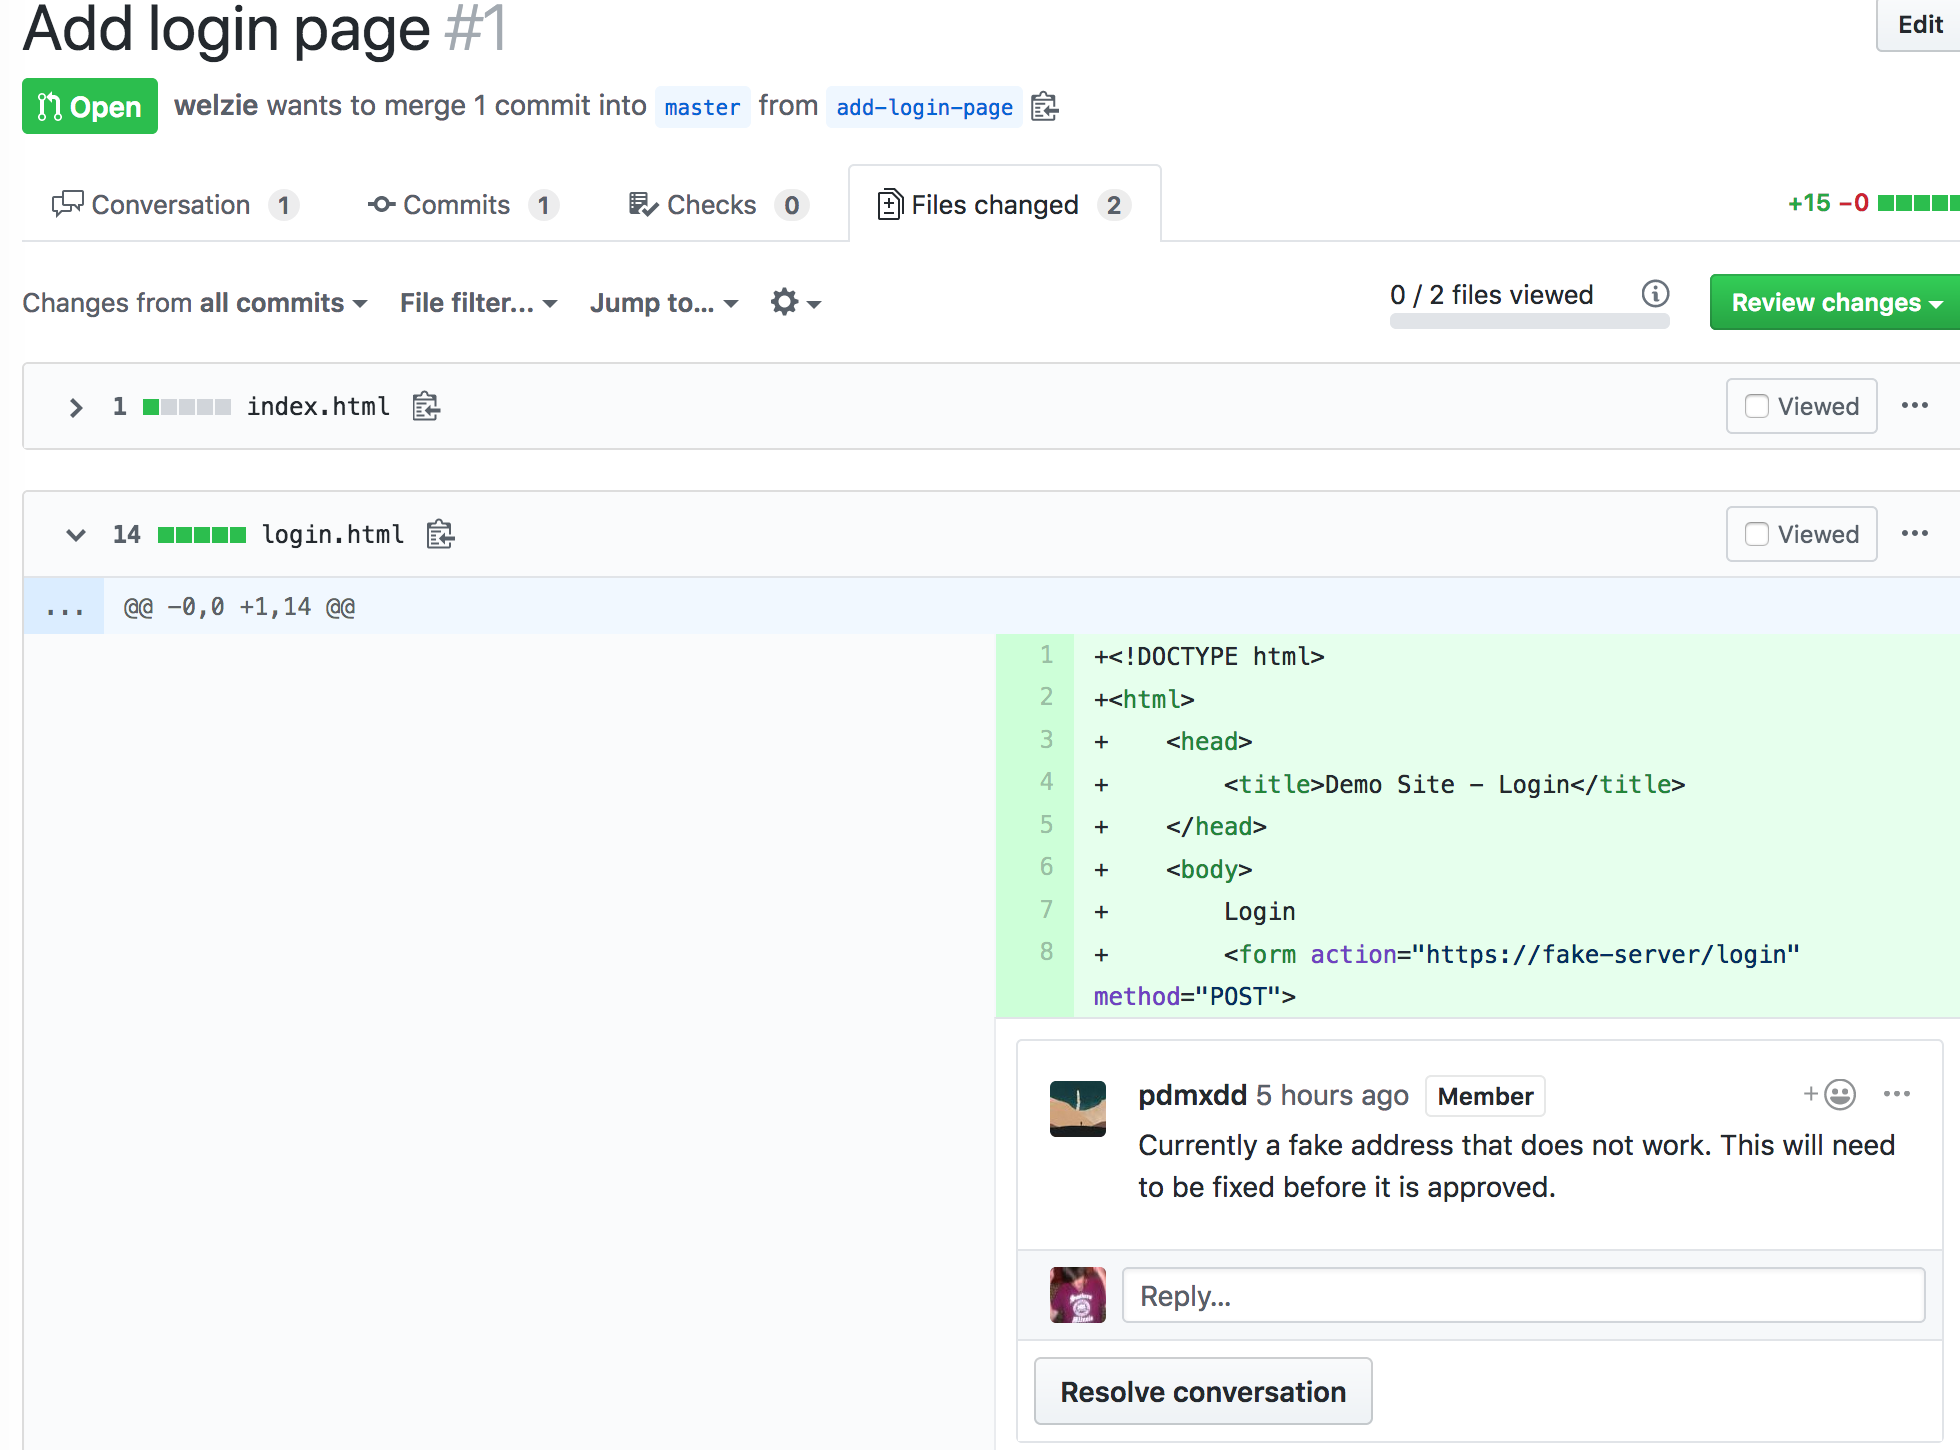 Add login page #1
Edit
Open
welzie wants to merge 1 commit into master from add-login-page
Conversation 1
Commits 1
Checks 0
Files changed 2
+15 −0
Changes from all commits
File filter...
Jump to...
0 / 2 files viewed
Review changes
1 index.html
Viewed
14 login.html
Viewed
... @@ -0,0 +1,14 @@
1 +<!DOCTYPE html>
2 +<html>
3 +    <head>
4 +        <title>Demo Site - Login</title>
5 +    </head>
6 +    <body>
7 +        Login
8 +        <form action="https://fake-server/login"
method="POST">
pdmxdd 5 hours ago Member
Currently a fake address that does not work. This will need
to be fixed before it is approved.
Reply...
Resolve conversation